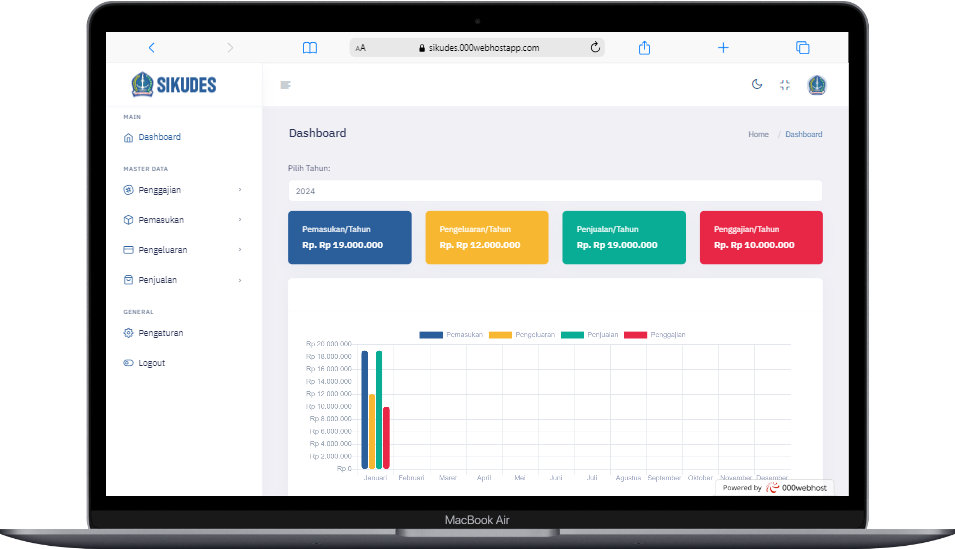 AA
sikudes.000webhostapp.com
SIKUDES
MAIN
Dashboard
MASTER DATA
Penggajian
Pemasukan
Pengeluaran
Penjualan
GENERAL
Pengaturan
Logout
Dashboard
Home / Dashboard
Pilih Tahun:
2024
Pemasukan/Tahun
Rp. Rp 19.000.000
Pengeluaran/Tahun
Rp. Rp 12.000.000
Penjualan/Tahun
Rp. Rp 19.000.000
Penggajian/Tahun
Rp. Rp 10.000.000
Pemasukan Pengeluaran Penjualan Penggajian
Rp 20.000.000
Rp 18.000.000
Rp 16.000.000
Rp 14.000.000
Rp 12.000.000
Rp 10.000.000
Rp 8.000.000
Rp 6.000.000
Rp 4.000.000
Rp 2.000.000
Rp 0
Januari Februari Maret April Mei Juni Juli Agustus September Oktober November Desember
Powered by 000webhost
MacBook Air